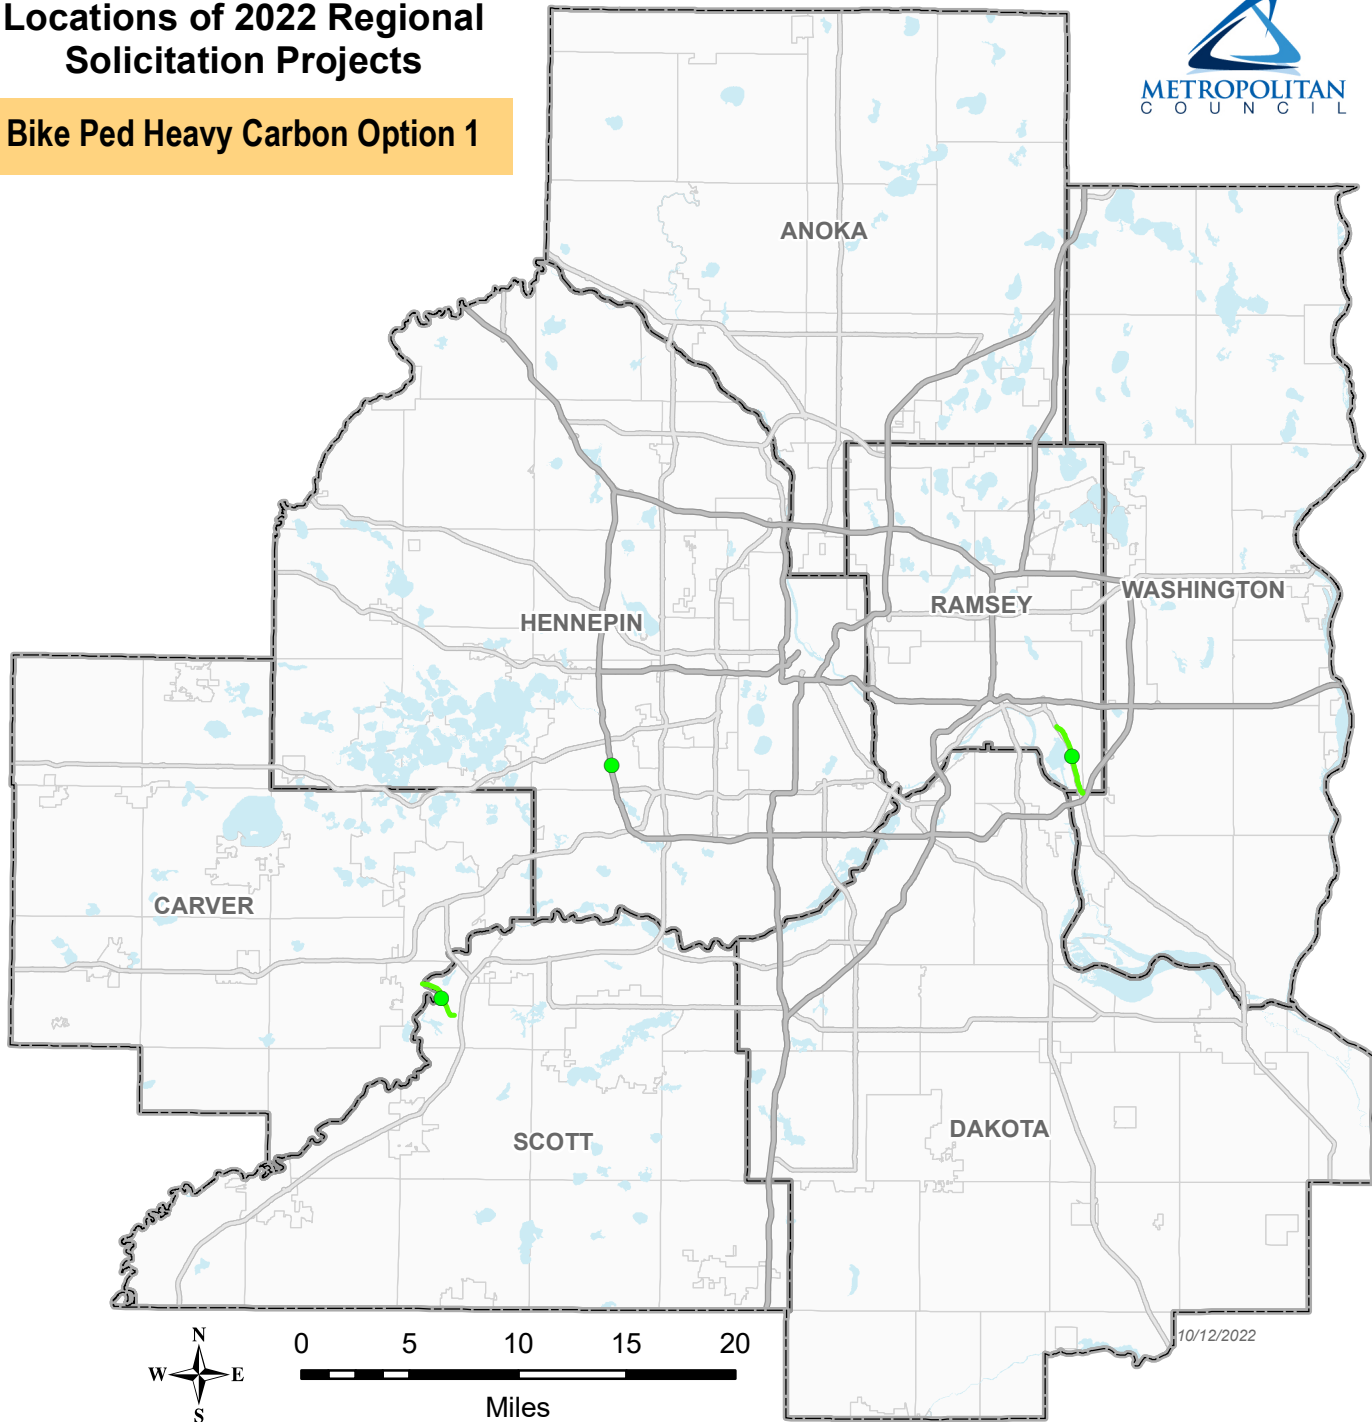 Locations of 2022 Regional
Solicitation Projects
Bike Ped Heavy Carbon Option 1
METROPOLITAN
COUNCIL
ANOKA
HENNEPIN
RAMSEY
WASHINGTON
CARVER
SCOTT
DAKOTA
10/12/2022
N
W E
S
0 5 10 15 20
Miles